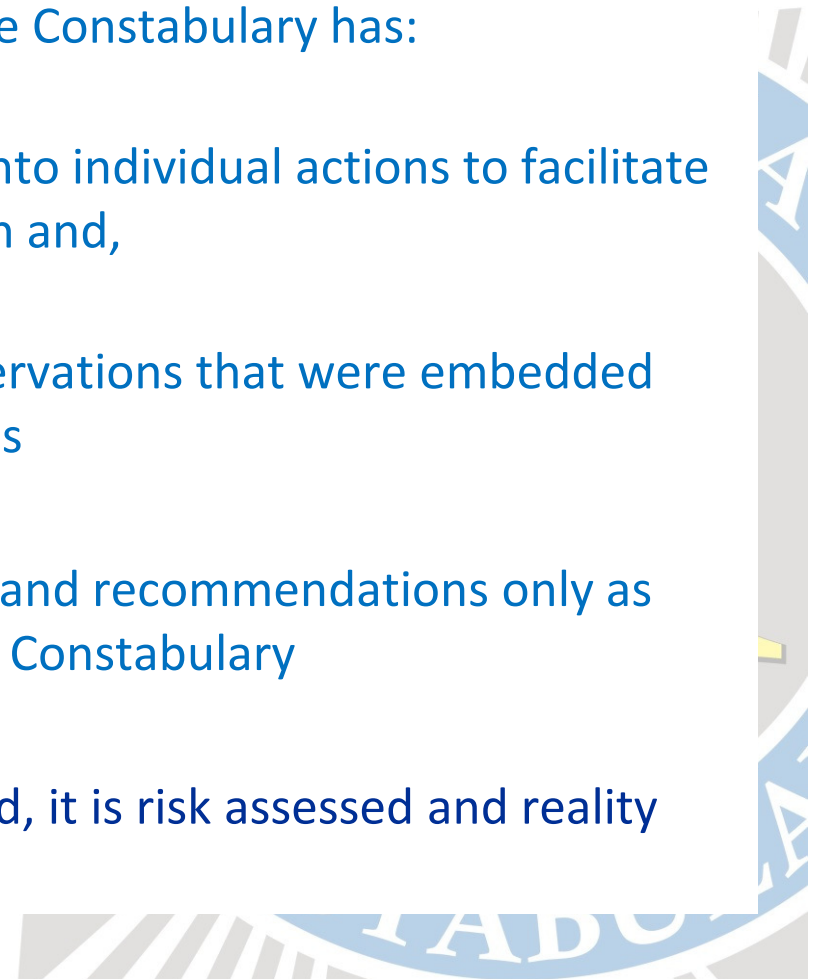 e Constabulary has:
nto individual actions to facilitate
n and,
ervations that were embedded
s
and recommendations only as
Constabulary
d, it is risk assessed and reality
TABULA